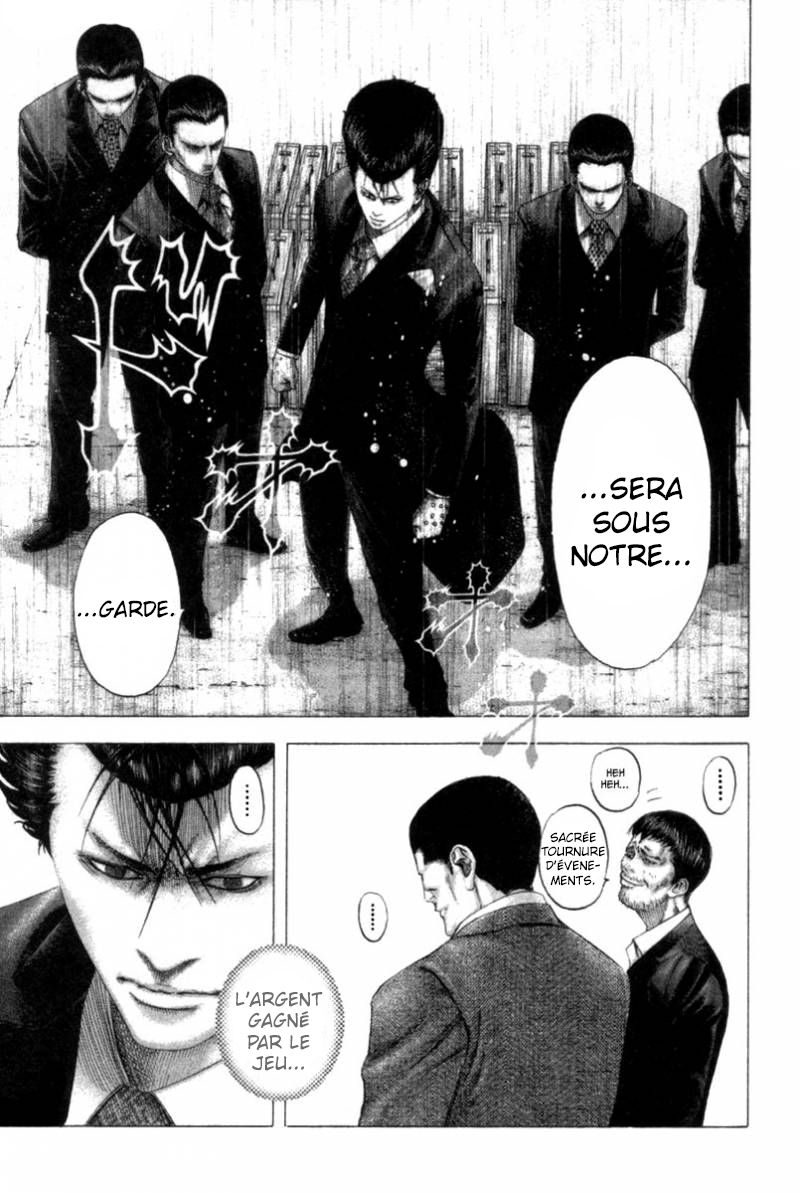 ...SERA
SOUS
NOTRE...
...GARDE.
HEH
HEH...
SACRÉE
TOURNURE
D'ÉVENE-
MENTS.
L'ARGENT
GAGNÉ
PAR LE
JEU...